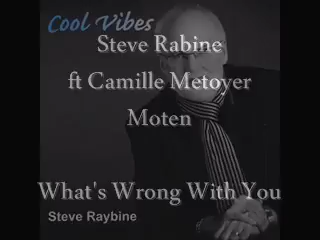 Cool Vibes
Steve Rabine
ft Camille Metoyer
Moten
What's Wrong With You
Steve Raybine